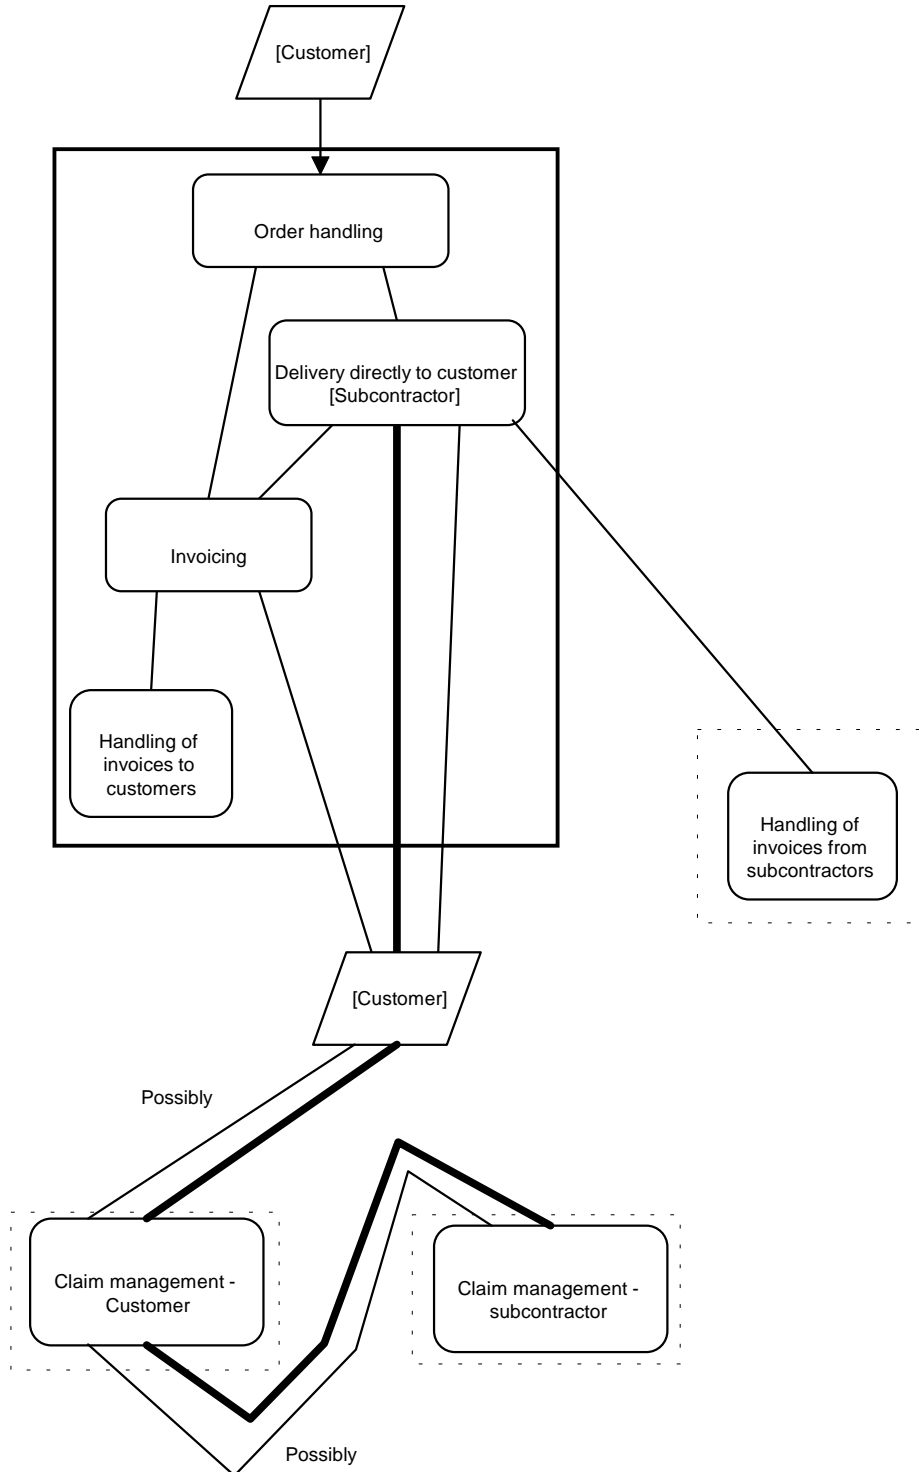 [Customer]
Order handling
Delivery directly to customer
[Subcontractor]
Invoicing
Handling of
invoices to
customers
Handling of
invoices from
subcontractors
[Customer]
Possibly
Claim management -
Customer
Claim management -
subcontractor
Possibly